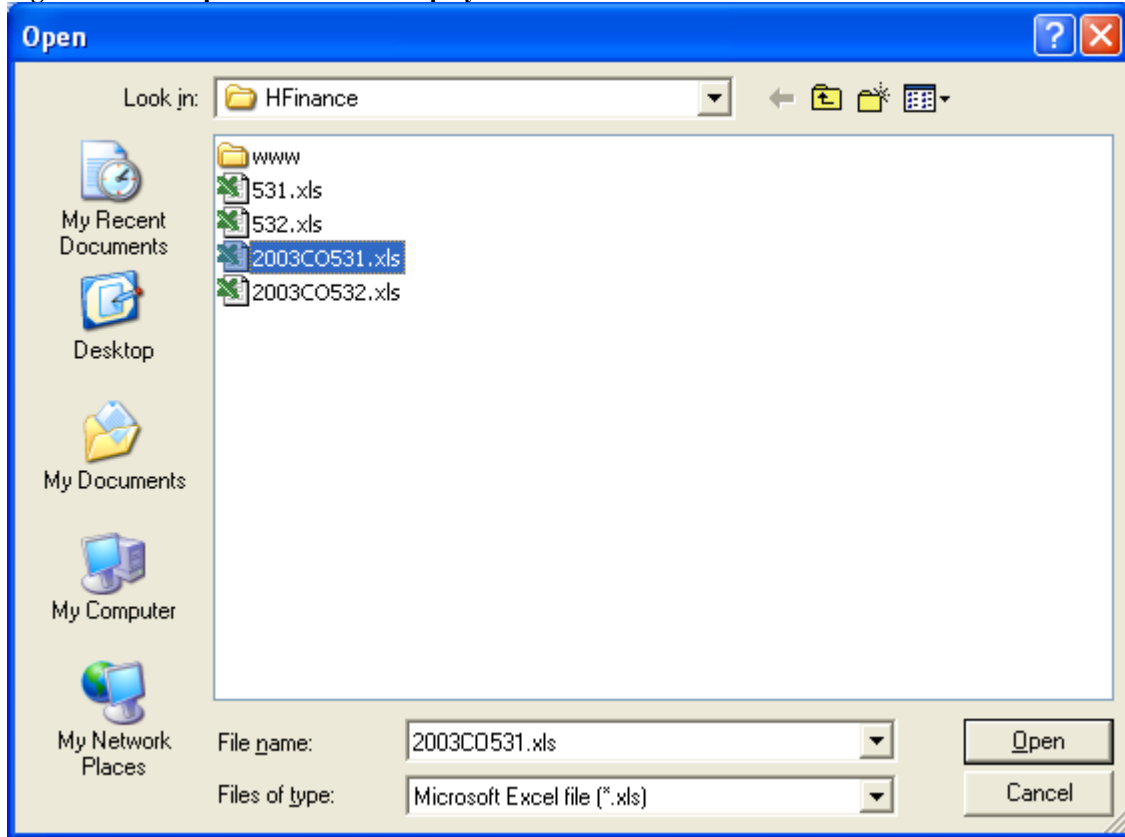 Open
Look in: HFinance
www
531.xls
532.xls
2003CO531.xls
2003CO532.xls
My Recent
Documents
Desktop
My Documents
My Computer
My Network
Places
File name: 2003CO531.xls Open
Files of type: Microsoft Excel file (*.xls) Cancel